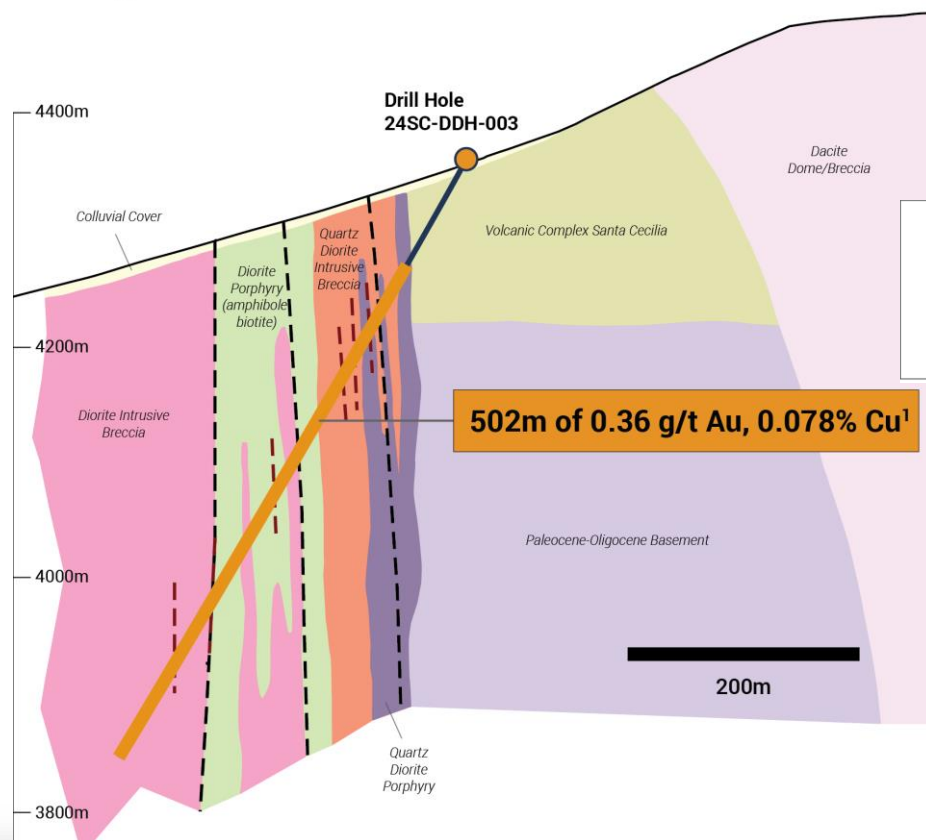 4400m
Drill Hole
24SC-DDH-003
Dacite
Dome/Breccia
Colluvial Cover
Volcanic Complex Santa Cecilia
Quartz
Diorite
Intrusive
Breccia
Diorite
Porphyry
(amphibole
biotite)
4200m
Diorite Intrusive
Breccia
502m of 0.36 g/t Au, 0.078% Cu¹
Paleocene-Oligocene Basement
4000m
200m
Quartz
Diorite
Porphyry
3800m